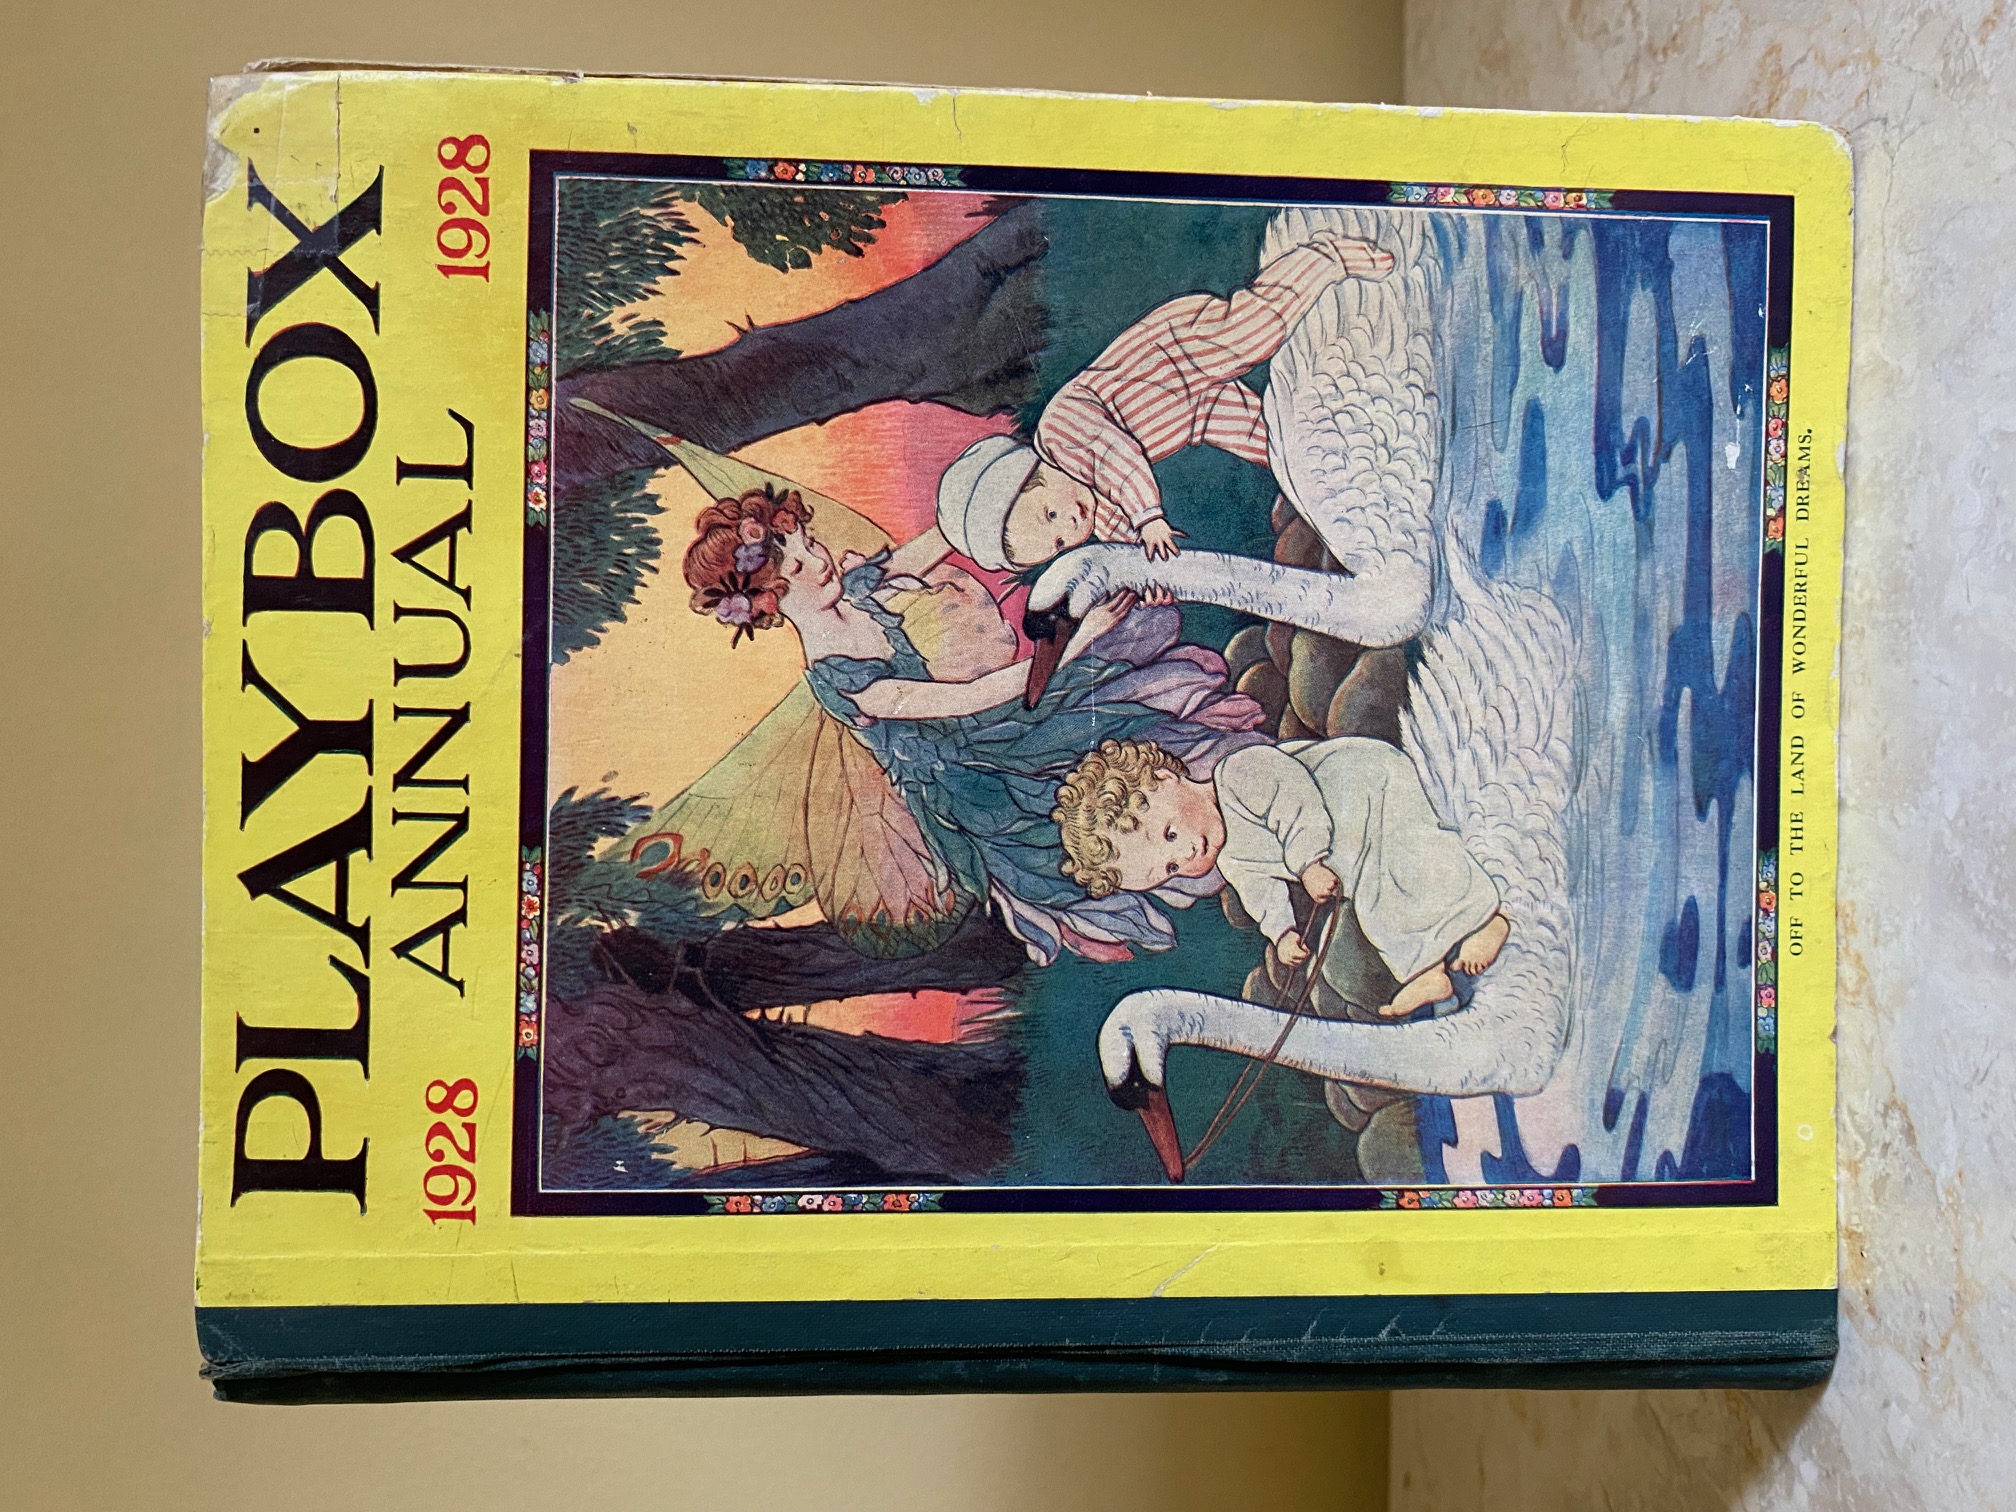 PLAYBOX
1928 ANNUAL 1928
OFF TO THE LAND OF WONDERFUL DREAMS.